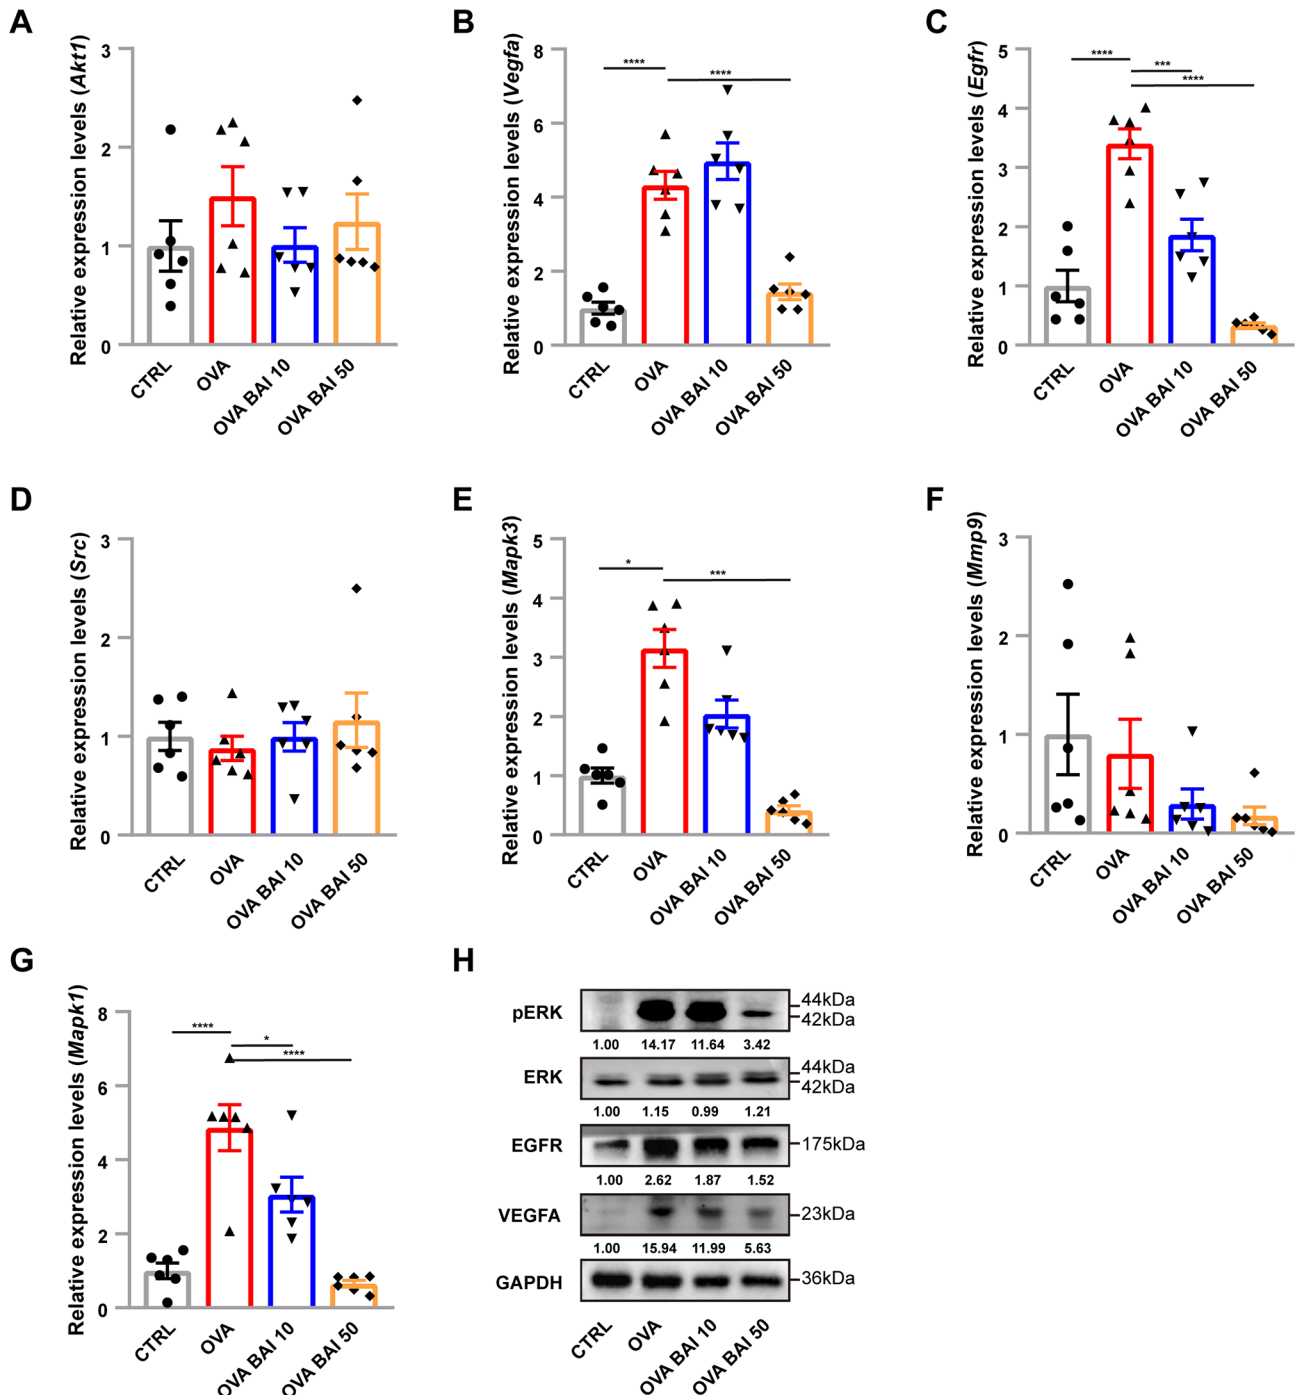 A
Relative expression levels (Akt1)
3
2
1
0
CTRL
OVA
OVA BAI 10
OVA BAI 50
B
Relative expression levels (Vegfa)
8
6
4
2
0
****
****
CTRL
OVA
OVA BAI 10
OVA BAI 50
C
Relative expression levels (Egfr)
5
4
3
2
1
0
****
***
****
CTRL
OVA
OVA BAI 10
OVA BAI 50
D
Relative expression levels (Src)
3
2
1
0
CTRL
OVA
OVA BAI 10
OVA BAI 50
E
Relative expression levels (Mapk3)
5
4
3
2
1
0
*
***
CTRL
OVA
OVA BAI 10
OVA BAI 50
F
Relative expression levels (Mmp9)
3
2
1
0
CTRL
OVA
OVA BAI 10
OVA BAI 50
G
Relative expression levels (Mapk1)
8
6
4
2
0
****
*
****
CTRL
OVA
OVA BAI 10
OVA BAI 50
H
pERK
44kDa
42kDa
1.00 14.17 11.64 3.42
ERK
44kDa
42kDa
1.00 1.15 0.99 1.21
EGFR
175kDa
1.00 2.62 1.87 1.52
VEGFA
23kDa
1.00 15.94 11.99 5.63
GAPDH
36kDa
CTRL
OVA
OVA BAI 10
OVA BAI 50